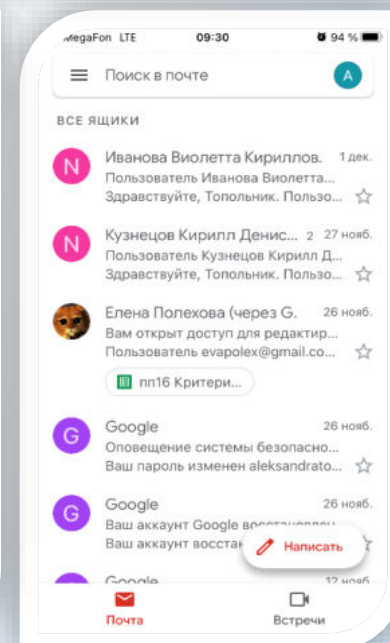 MegaFon LTE 09:30 94 %
Поиск в почте A
ВСЕ ЯЩИКИ
N Иванова Виолетта Кириллов. 1 дек.
Пользователь Иванова Виолетта...
Здравствуйте, Топольник. Пользо...
N Кузнецов Кирилл Денис... 2 27 нояб.
Пользователь Кузнецов Кирилл Д...
Здравствуйте, Топольник. Пользо...
Елена Полехова (через G. 26 нояб.
Вам открыт доступ для редактир...
Пользователь evapolex@gmail.co...
пп16 Критери...
G Google 26 нояб.
Оповещение системы безопасно...
Ваш пароль изменен aleksandrato...
G Google 26 нояб.
Ваш аккаунт Google восстановлен
Ваш аккаунт восстан
Написать
Google 12 нояб.
Почта Встречи